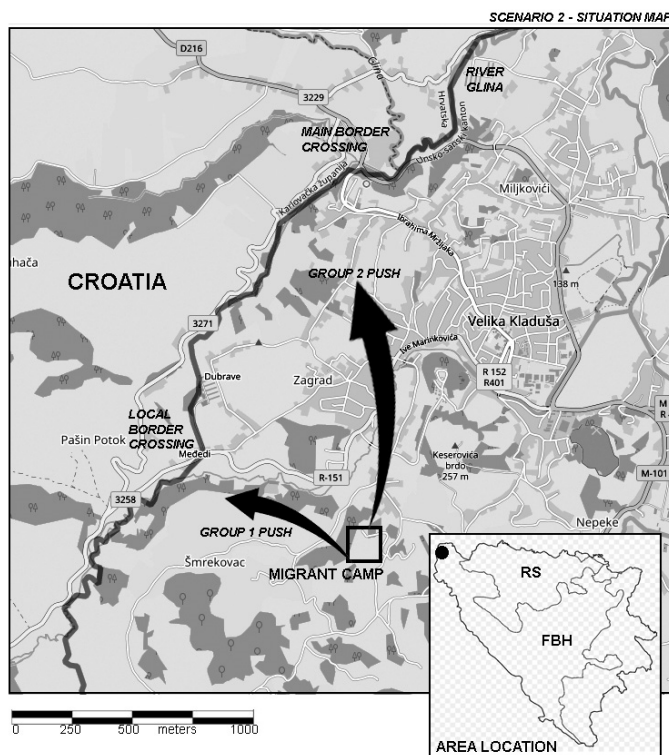 SCENARIO 2 - SITUATION MAP
D216
3229
Glina
RIVER
GLINA
Hrvatska
Unsko-sanski kanton
MAIN BORDER
CROSSING
Karlovačka županija
Miljkovići
Ibrahima Mržljaka
uhača
CROATIA
GROUP 2 PUSH
138 m
3271
Velika Kladuša
Ive Marinkovića
R 152
R401
Dubrave
Zagrad
LOCAL
BORDER
CROSSING
Pašin Potok
Međeđi
M
R -
Keserovića
brdo
257 m
R-151
M-101
3258
GROUP 1 PUSH
Nepeke
Šmrekovac
MIGRANT CAMP
RS
FBH
AREA LOCATION
0 250 500 meters 1000